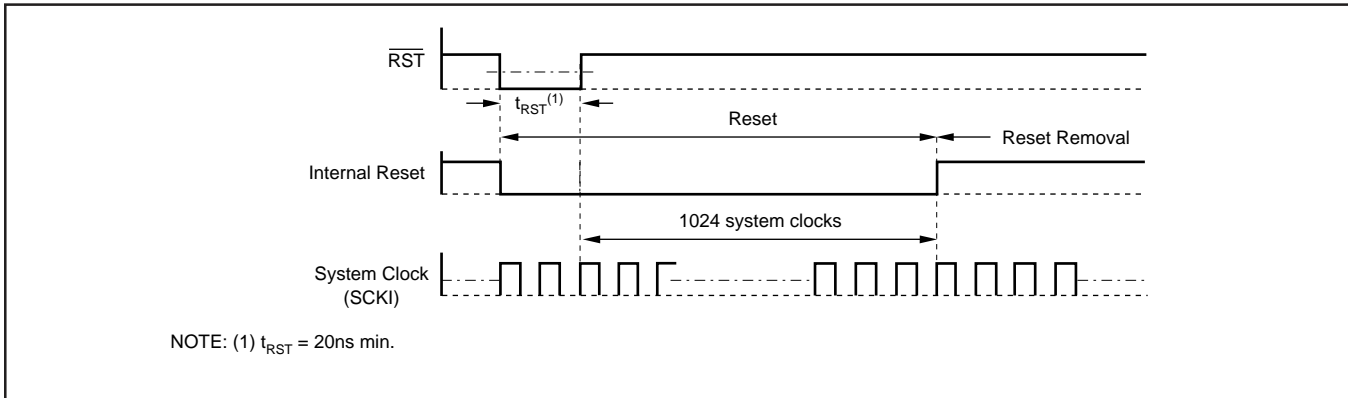 RST
t_RST(1)
Reset
Reset Removal
Internal Reset
1024 system clocks
System Clock
(SCKI)
NOTE: (1) t_RST = 20ns min.